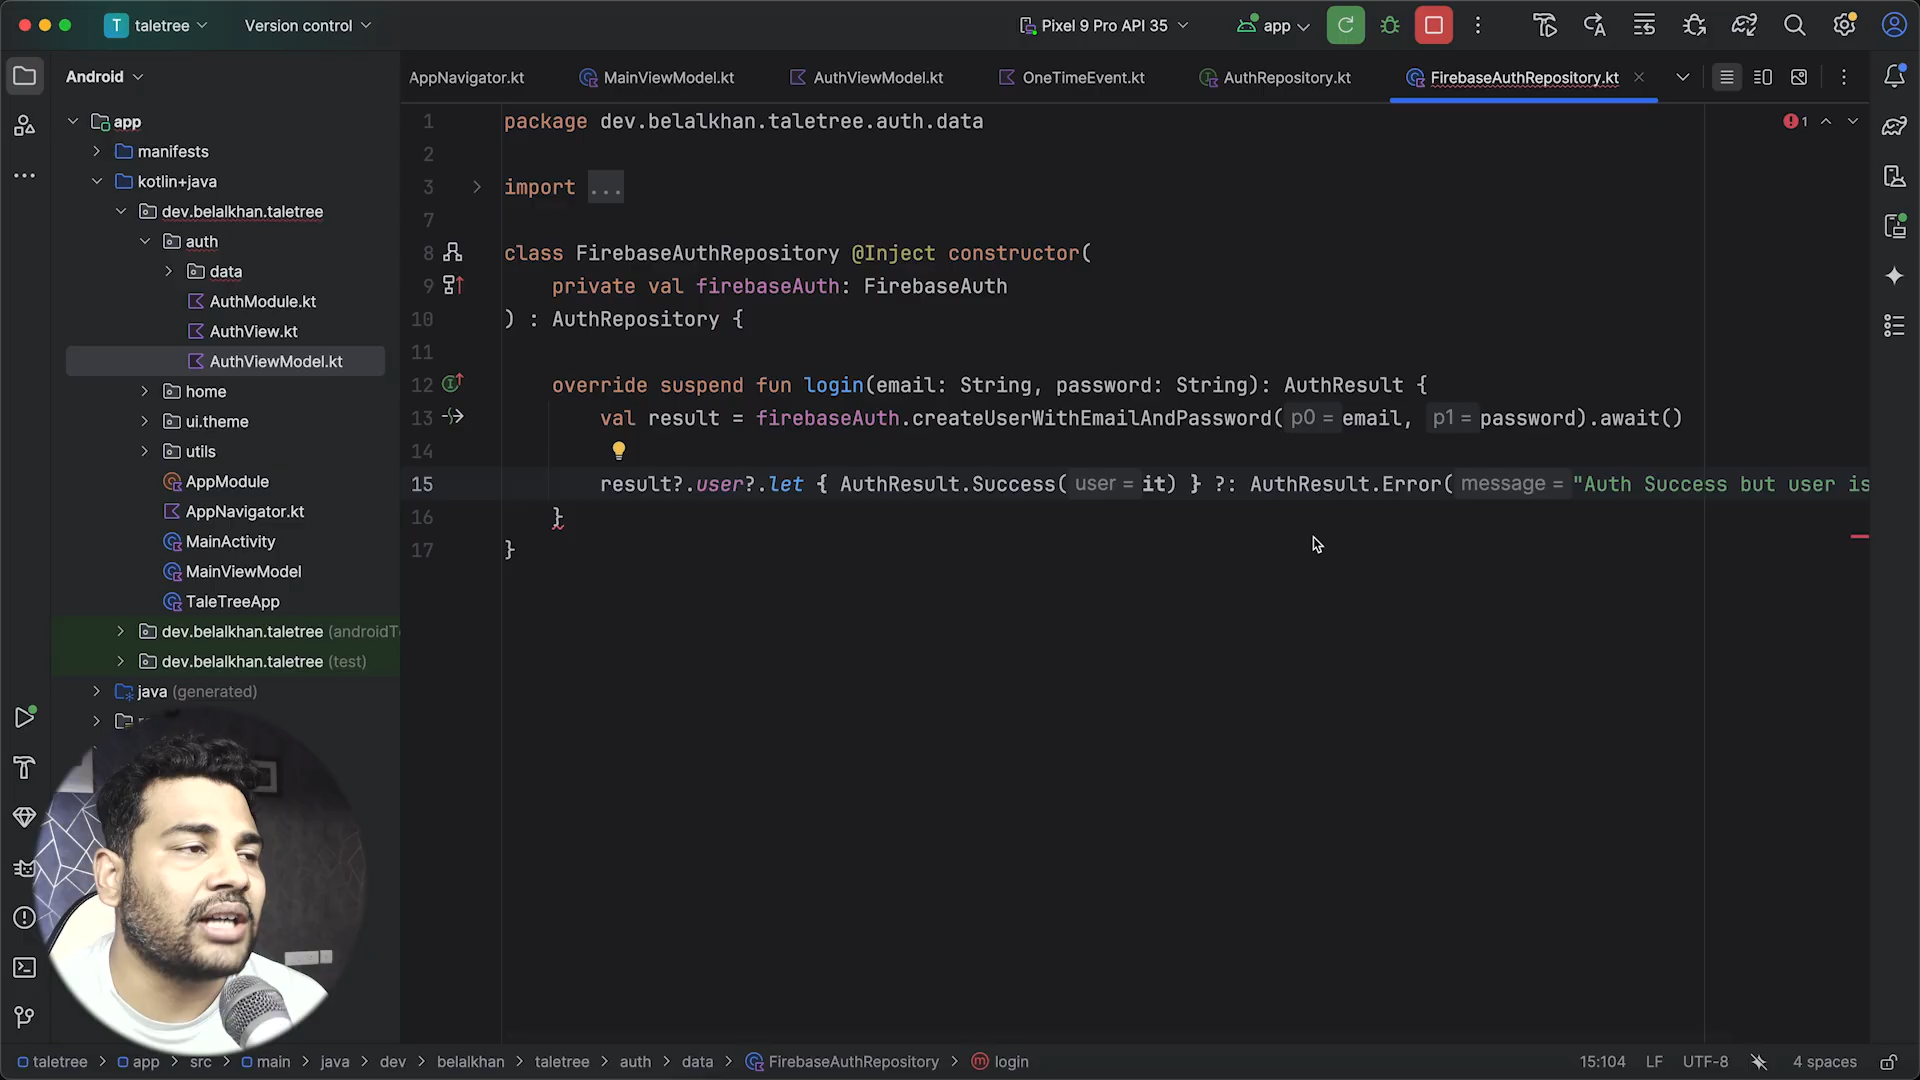 T taletree Version control Pixel 9 Pro API 35 app
Android
AppNavigator.kt MainViewModel.kt AuthViewModel.kt OneTimeEvent.kt AuthRepository.kt FirebaseAuthRepository.kt
app
manifests
kotlin+java
dev.belalkhan.taletree
auth
data
AuthModule.kt
AuthView.kt
AuthViewModel.kt
home
ui.theme
utils
AppModule
AppNavigator.kt
MainActivity
MainViewModel
TaleTreeApp
dev.belalkhan.taletree (androidTe
dev.belalkhan.taletree (test)
java (generated)
1 package dev.belalkhan.taletree.auth.data
2
3 import ...
7
8 class FirebaseAuthRepository @Inject constructor(
9 private val firebaseAuth: FirebaseAuth
10 ) : AuthRepository {
11
12 override suspend fun login(email: String, password: String): AuthResult {
13 val result = firebaseAuth.createUserWithEmailAndPassword( p0 = email, p1 = password).await()
14
15 result?.user?.let { AuthResult.Success( user = it) } ?: AuthResult.Error( message = "Auth Success but user is
16 }
17 }
1
taletree > app > src > main > java > dev > belalkhan > taletree > auth > data > FirebaseAuthRepository > login 15:104 LF UTF-8 4 spaces